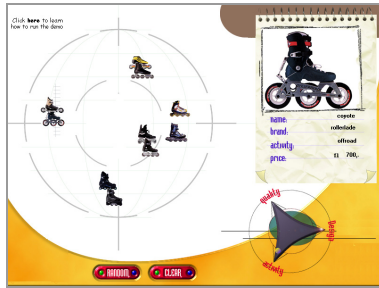 Click here to learn
how to run the demo
name: coyote
brand: rollerblade
activity: offroad
price: fl 700,-
quality
Design
activity
RANDOM
CLEAR